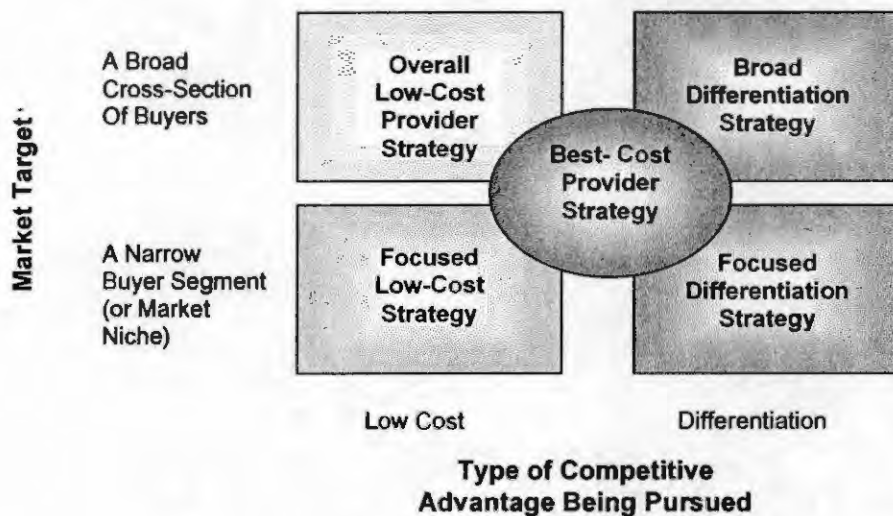 Market Target
A Broad
Cross-Section
Of Buyers
Overall
Low-Cost
Provider
Strategy
Broad
Differentiation
Strategy
Best- Cost
Provider
Strategy
A Narrow
Buyer Segment
(or Market
Niche)
Focused
Low-Cost
Strategy
Focused
Differentiation
Strategy
Low Cost
Differentiation
Type of Competitive
Advantage Being Pursued